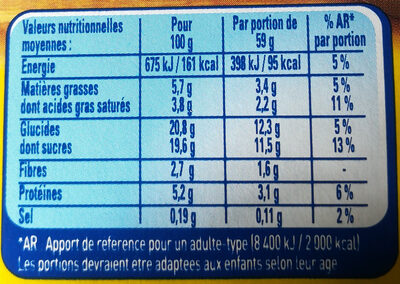 Valeurs nutritionnelles Pour Par portion de % AR*
moyennes : 100 g 59 g par portion
Energie 675 kJ / 161 kcal 398 kJ / 95 kcal 5 %
Matières grasses 5,7 g 3,4 g 5 %
dont acides gras saturés 3,8 g 2,2 g 11 %
Glucides 20,8 g 12,3 g 5 %
dont sucres 19,6 g 11,5 g 13 %
Fibres 2,7 g 1,6 g -
Protéines 5,2 g 3,1 g 6 %
Sel 0,19 g 0,11 g 2 %
*AR Apport de reference pour un adulte-type (8 400 kJ / 2 000 kcal)
Les portions devraient etre adaptees aux enfants selon leur age